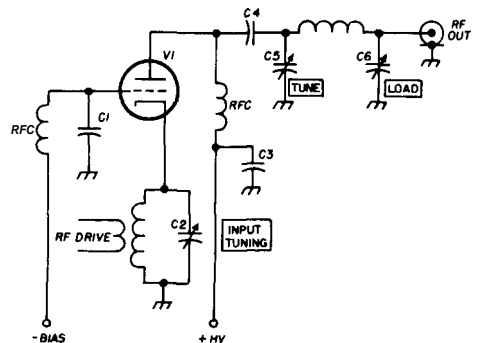 C4
RF
OUT
V1
C5
C6
TUNE
LOAD
RFC
C1
RFC
C3
C2
INPUT
TUNING
RF DRIVE
-BIAS
+HV